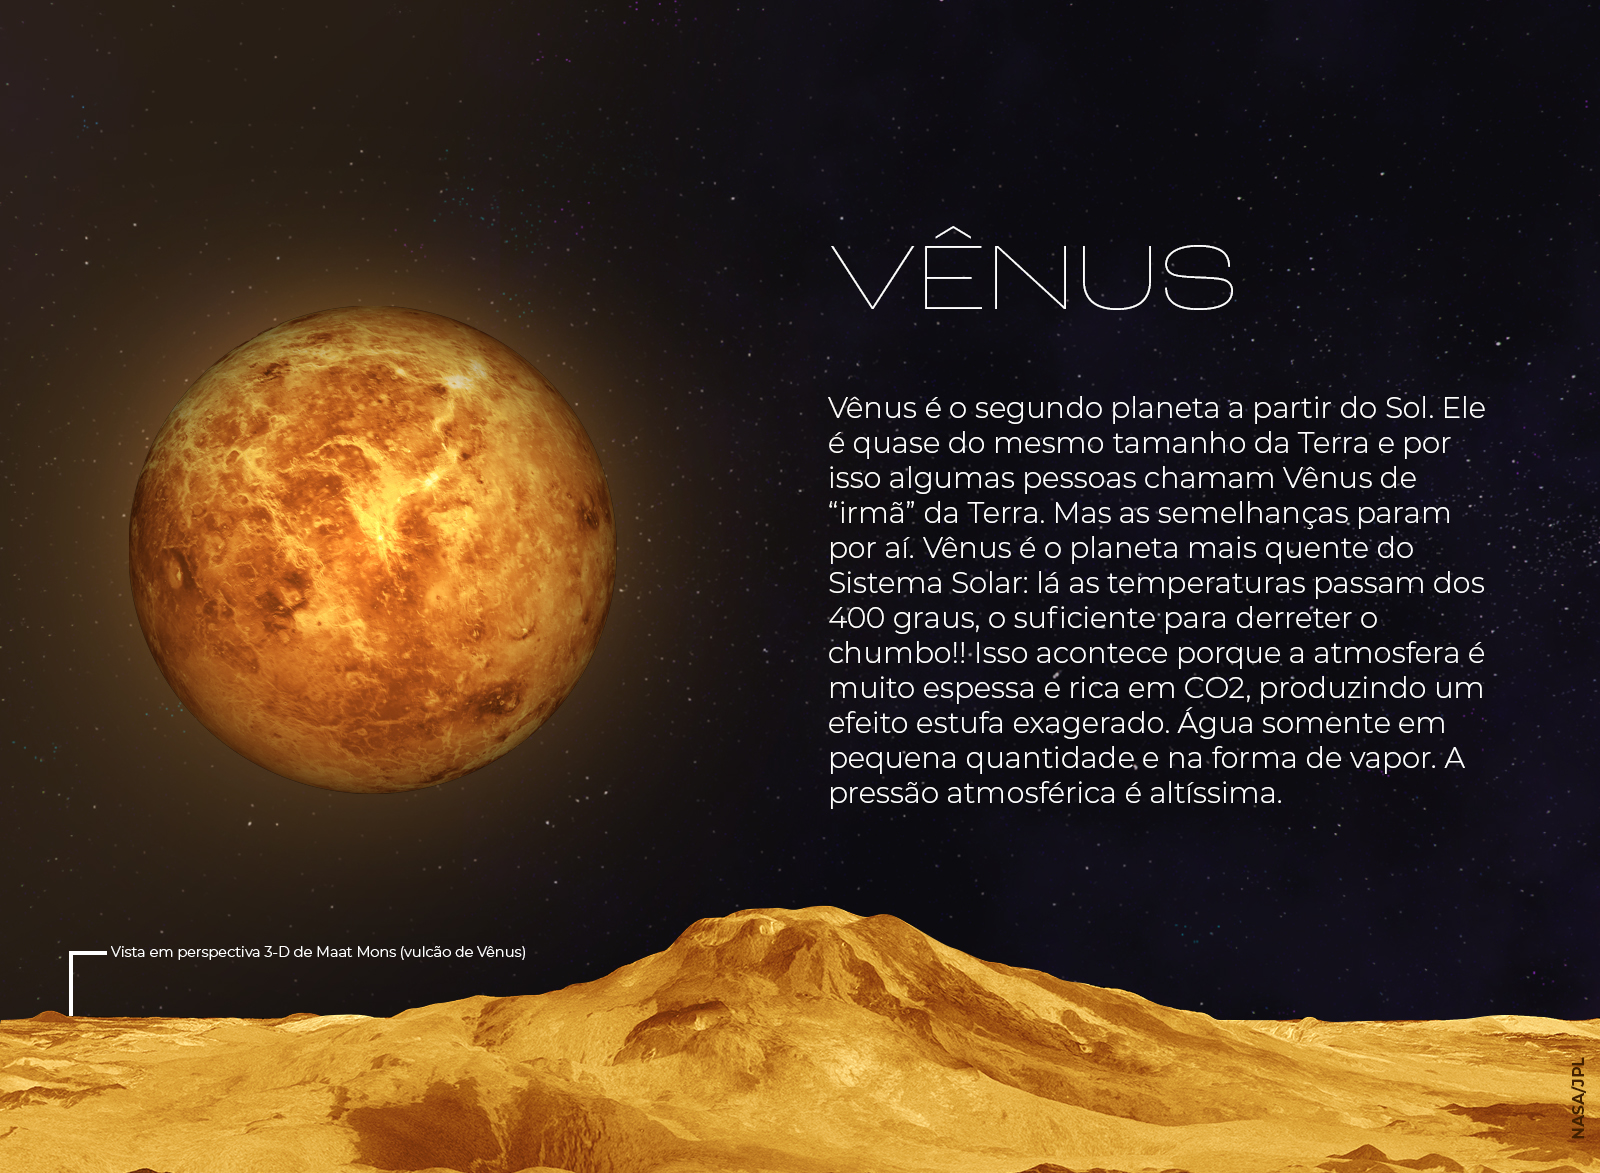 VÊNUS
Vênus é o segundo planeta a partir do Sol. Ele
é quase do mesmo tamanho da Terra e por
isso algumas pessoas chamam Vênus de
“irmã” da Terra. Mas as semelhanças param
por aí. Vênus é o planeta mais quente do
Sistema Solar: lá as temperaturas passam dos
400 graus, o suficiente para derreter o
chumbo!! Isso acontece porque a atmosfera é
muito espessa e rica em CO2, produzindo um
efeito estufa exagerado. Água somente em
pequena quantidade e na forma de vapor. A
pressão atmosférica é altíssima.
Vista em perspectiva 3-D de Maat Mons (vulcão de Vênus)
NASA/JPL